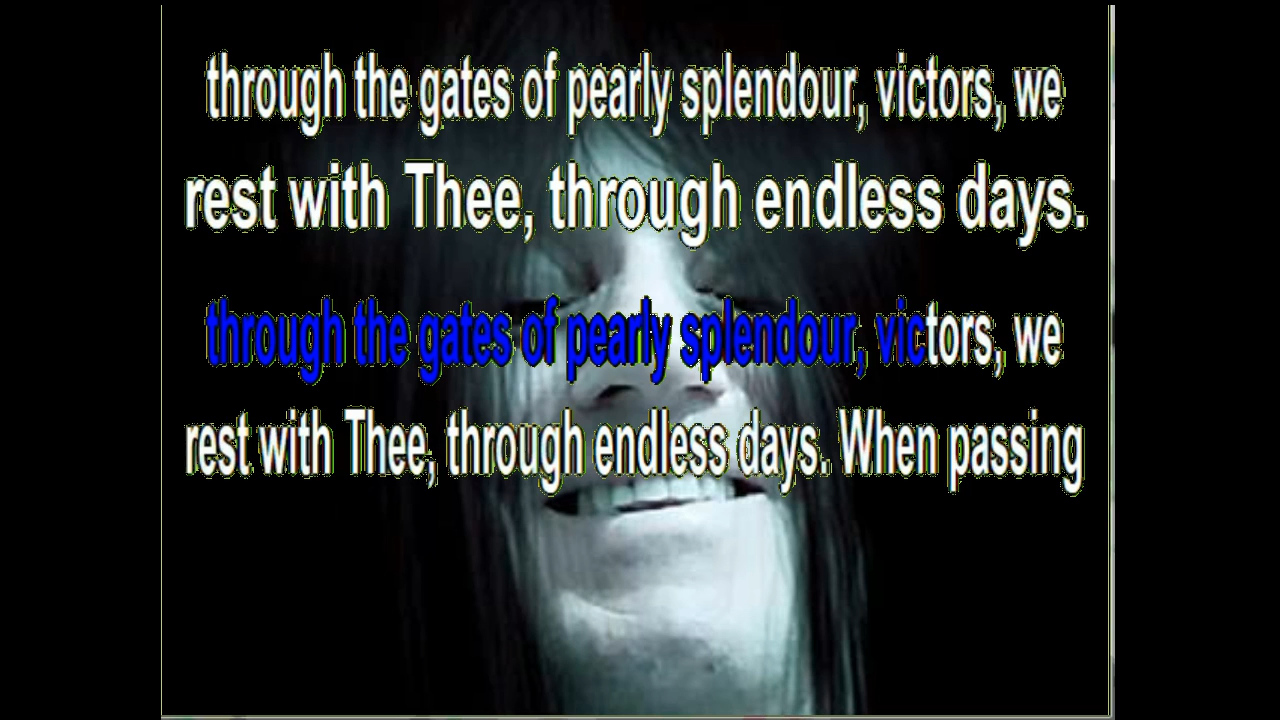 through the gates of pearly splendour, victors, we
rest with Thee, through endless days.
through the gates of pearly splendour, victors, we
rest with Thee, through endless days. When passing